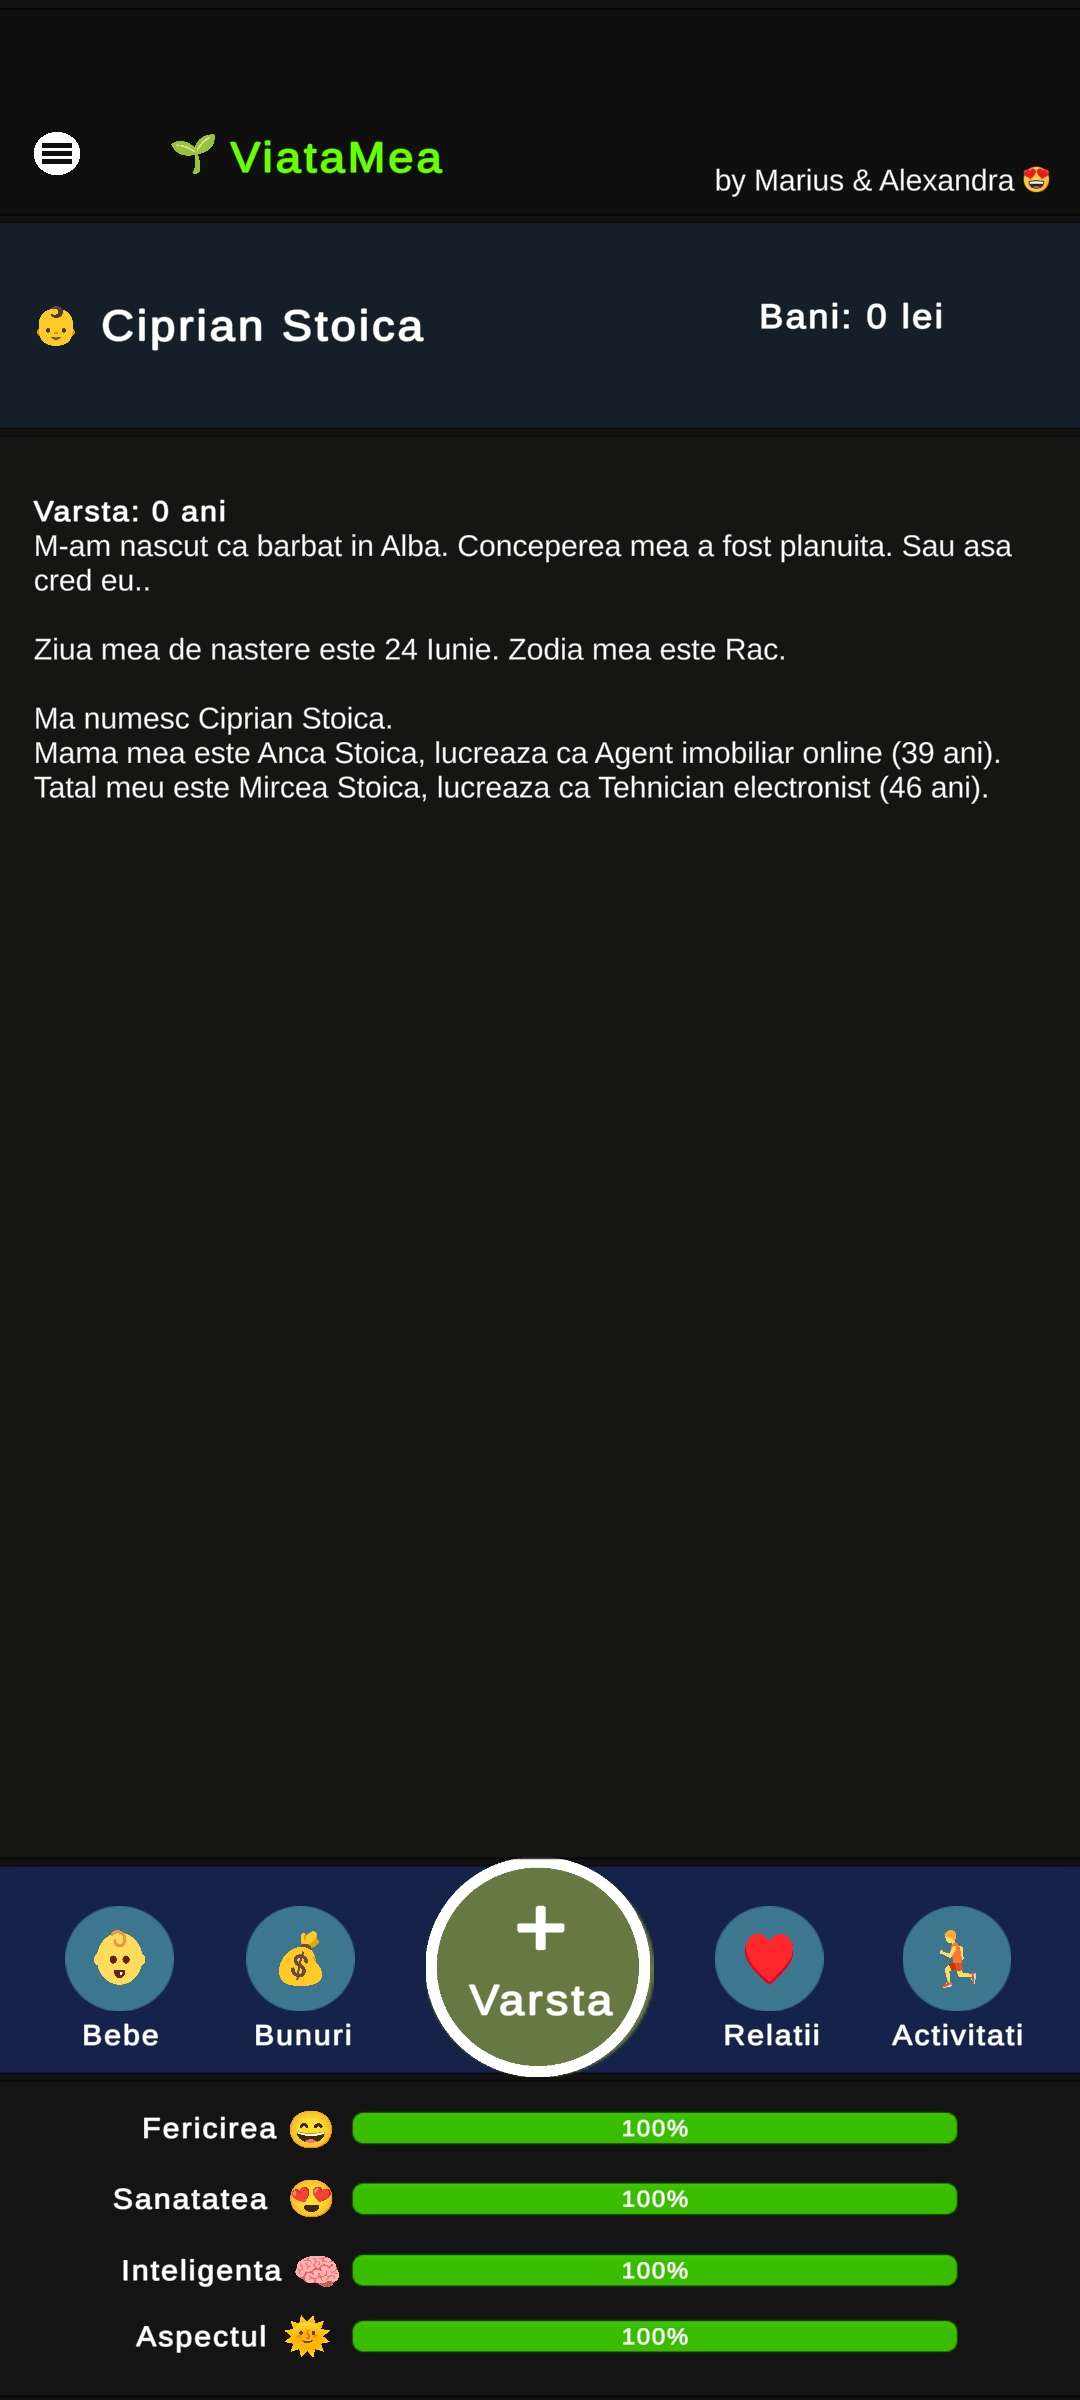 ViataMea
by Marius & Alexandra
Ciprian Stoica
Bani: 0 lei
Varsta: 0 ani
M-am nascut ca barbat in Alba. Conceperea mea a fost planuita. Sau asa
cred eu..
Ziua mea de nastere este 24 Iunie. Zodia mea este Rac.
Ma numesc Ciprian Stoica.
Mama mea este Anca Stoica, lucreaza ca Agent imobiliar online (39 ani).
Tatal meu este Mircea Stoica, lucreaza ca Tehnician electronist (46 ani).
+
Varsta
Bebe
Bunuri
Relatii
Activitati
Fericirea 100%
Sanatatea 100%
Inteligenta 100%
Aspectul 100%